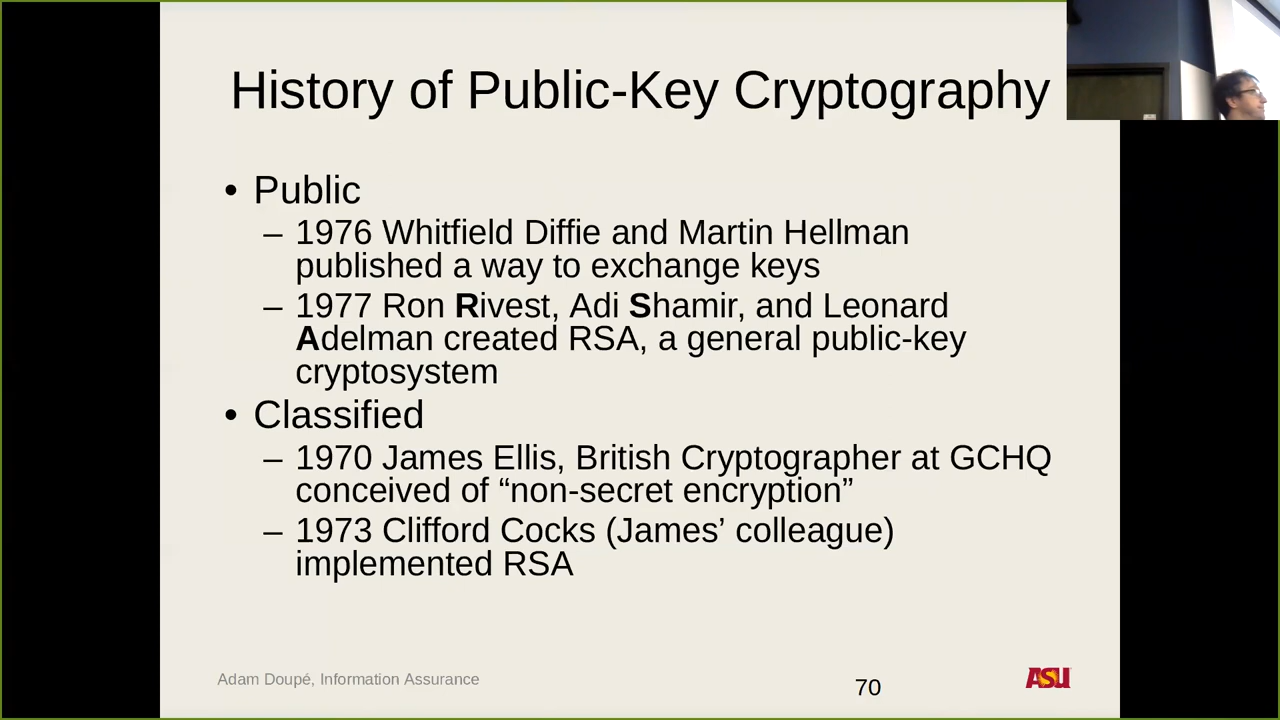 History of Public-Key Cryptography
• Public
– 1976 Whitfield Diffie and Martin Hellman
published a way to exchange keys
– 1977 Ron Rivest, Adi Shamir, and Leonard
Adelman created RSA, a general public-key
cryptosystem
• Classified
– 1970 James Ellis, British Cryptographer at GCHQ
conceived of “non-secret encryption”
– 1973 Clifford Cocks (James’ colleague)
implemented RSA
Adam Doupé, Information Assurance
70
ASU